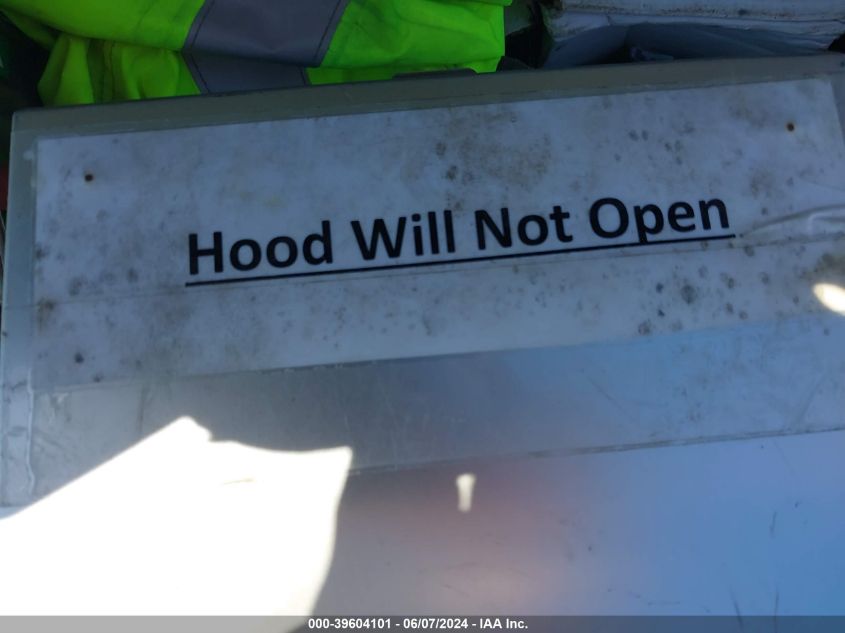 Hood Will Not Open
000-39604101 - 06/07/2024 - IAA Inc.